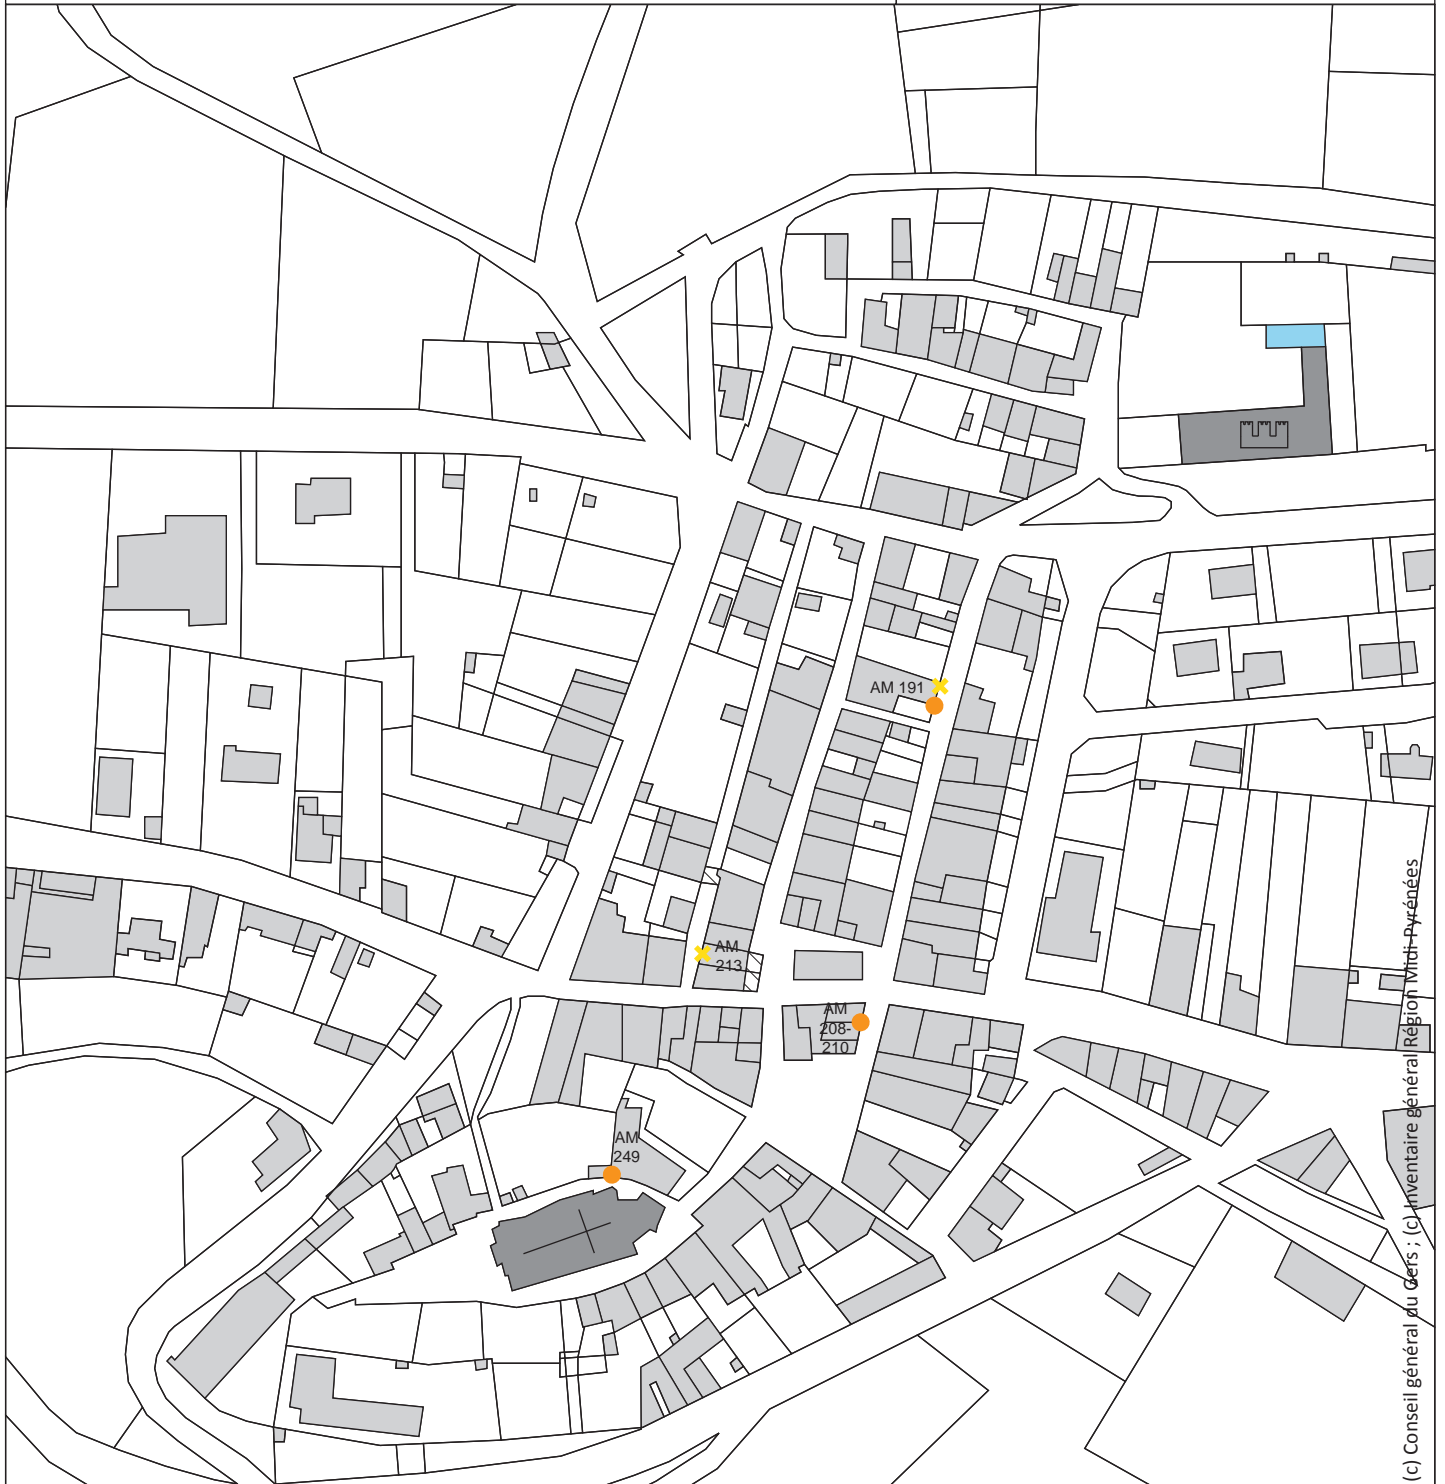 AM 191
AM
213
AM
208-
210
AM
249
(c) Conseil général du Gers ; (c) Inventaire général Région Midi-Pyrénées